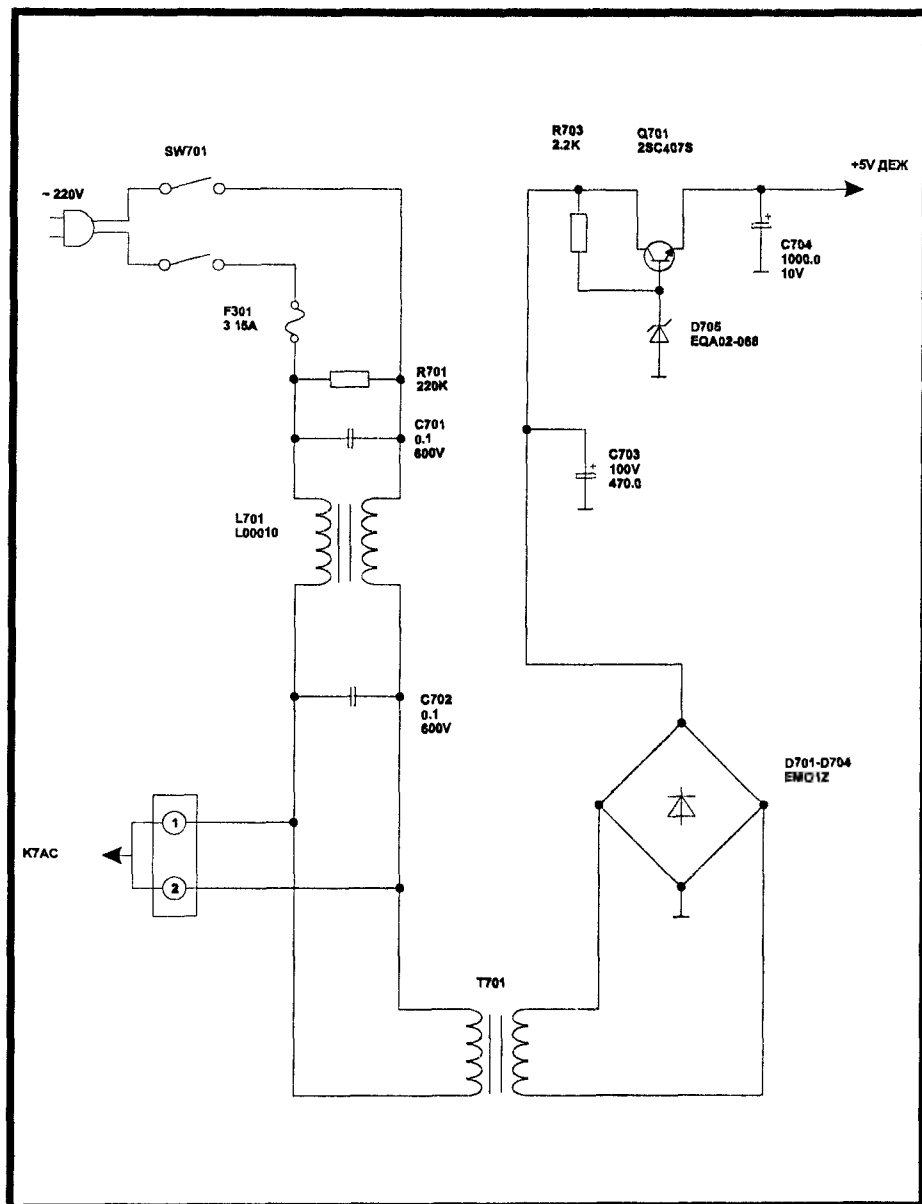 R703
2.2K
Q701
2SC407S
SW701
+5V ДЕЖ
~ 220V
C704
1000.0
10V
F301
3 15A
D705
EQA02-068
R701
220K
C701
0.1
600V
C703
100V
470.0
L701
L00010
C702
0.1
600V
D701-D704
1
K7AC
2
T701